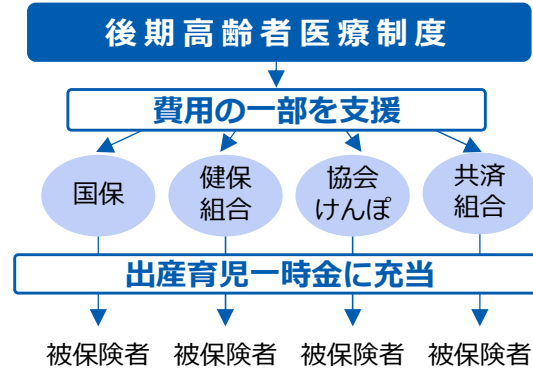 後期高齢者医療制度
費用の一部を支援
国保
健保
組合
協会
けんぽ
共済
組合
出産育児一時金に充当
被保険者 被保険者 被保険者 被保険者